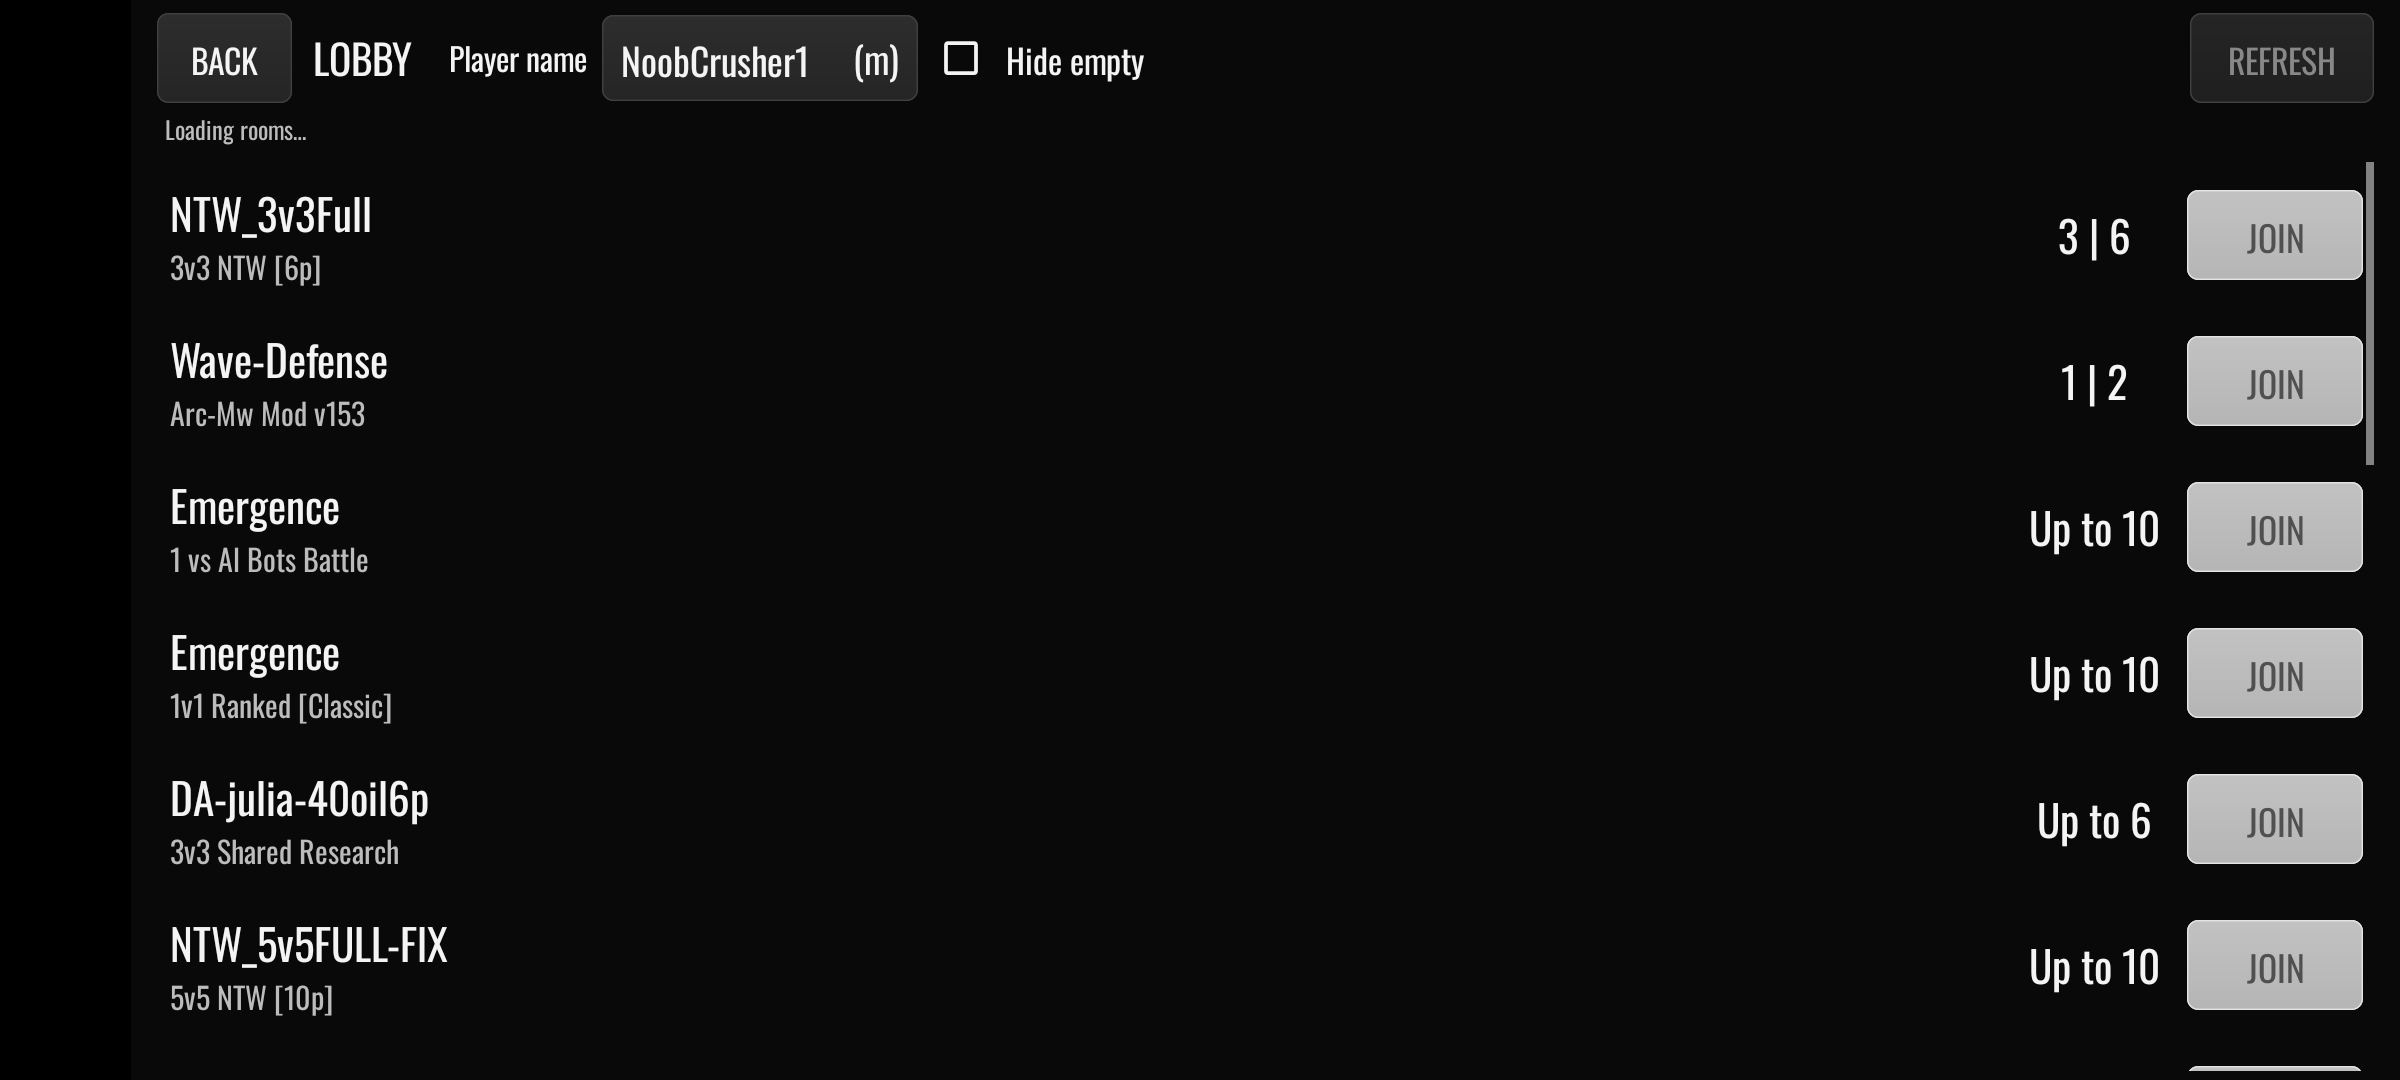 BACK LOBBY Player name NoobCrusher1 (m) Hide empty REFRESH
Loading rooms...
NTW_3v3Full
3v3 NTW [6p]
3 | 6 JOIN
Wave-Defense
Arc-Mw Mod v153
1 | 2 JOIN
Emergence
1 vs AI Bots Battle
Up to 10 JOIN
Emergence
1v1 Ranked [Classic]
Up to 10 JOIN
DA-julia-40oil6p
3v3 Shared Research
Up to 6 JOIN
NTW_5v5FULL-FIX
5v5 NTW [10p]
Up to 10 JOIN